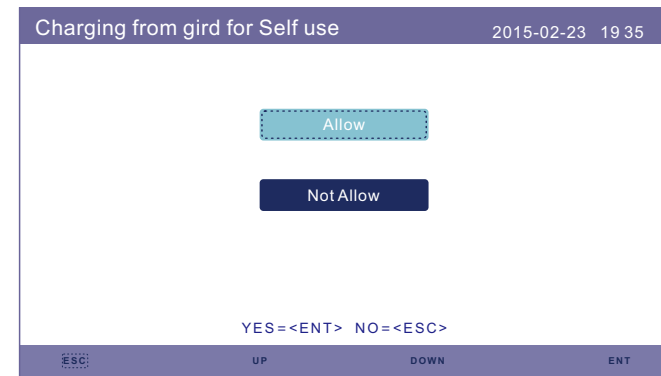 Charging from gird for Self use 2015-02-23 19 35
Allow
Not Allow
YES=<ENT> NO=<ESC>
ESC UP DOWN ENT